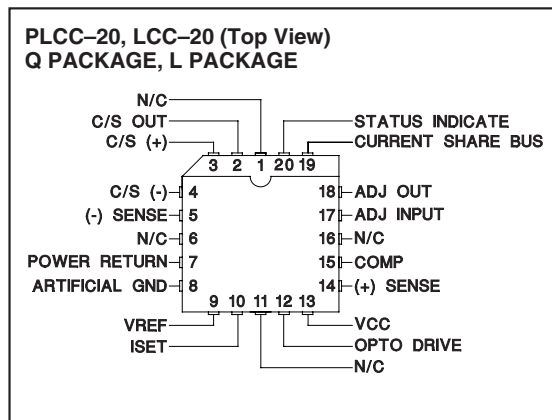 PLCC–20, LCC–20 (Top View)
Q PACKAGE, L PACKAGE
N/C
C/S OUT
C/S (+)
STATUS INDICATE
CURRENT SHARE BUS
3 2 1 20 19
C/S (-) 4
(-) SENSE 5
N/C 6
POWER RETURN 7
ARTIFICIAL GND 8
18 ADJ OUT
17 ADJ INPUT
16 N/C
15 COMP
14 (+) SENSE
9 10 11 12 13
VREF
ISET
VCC
OPTO DRIVE
N/C